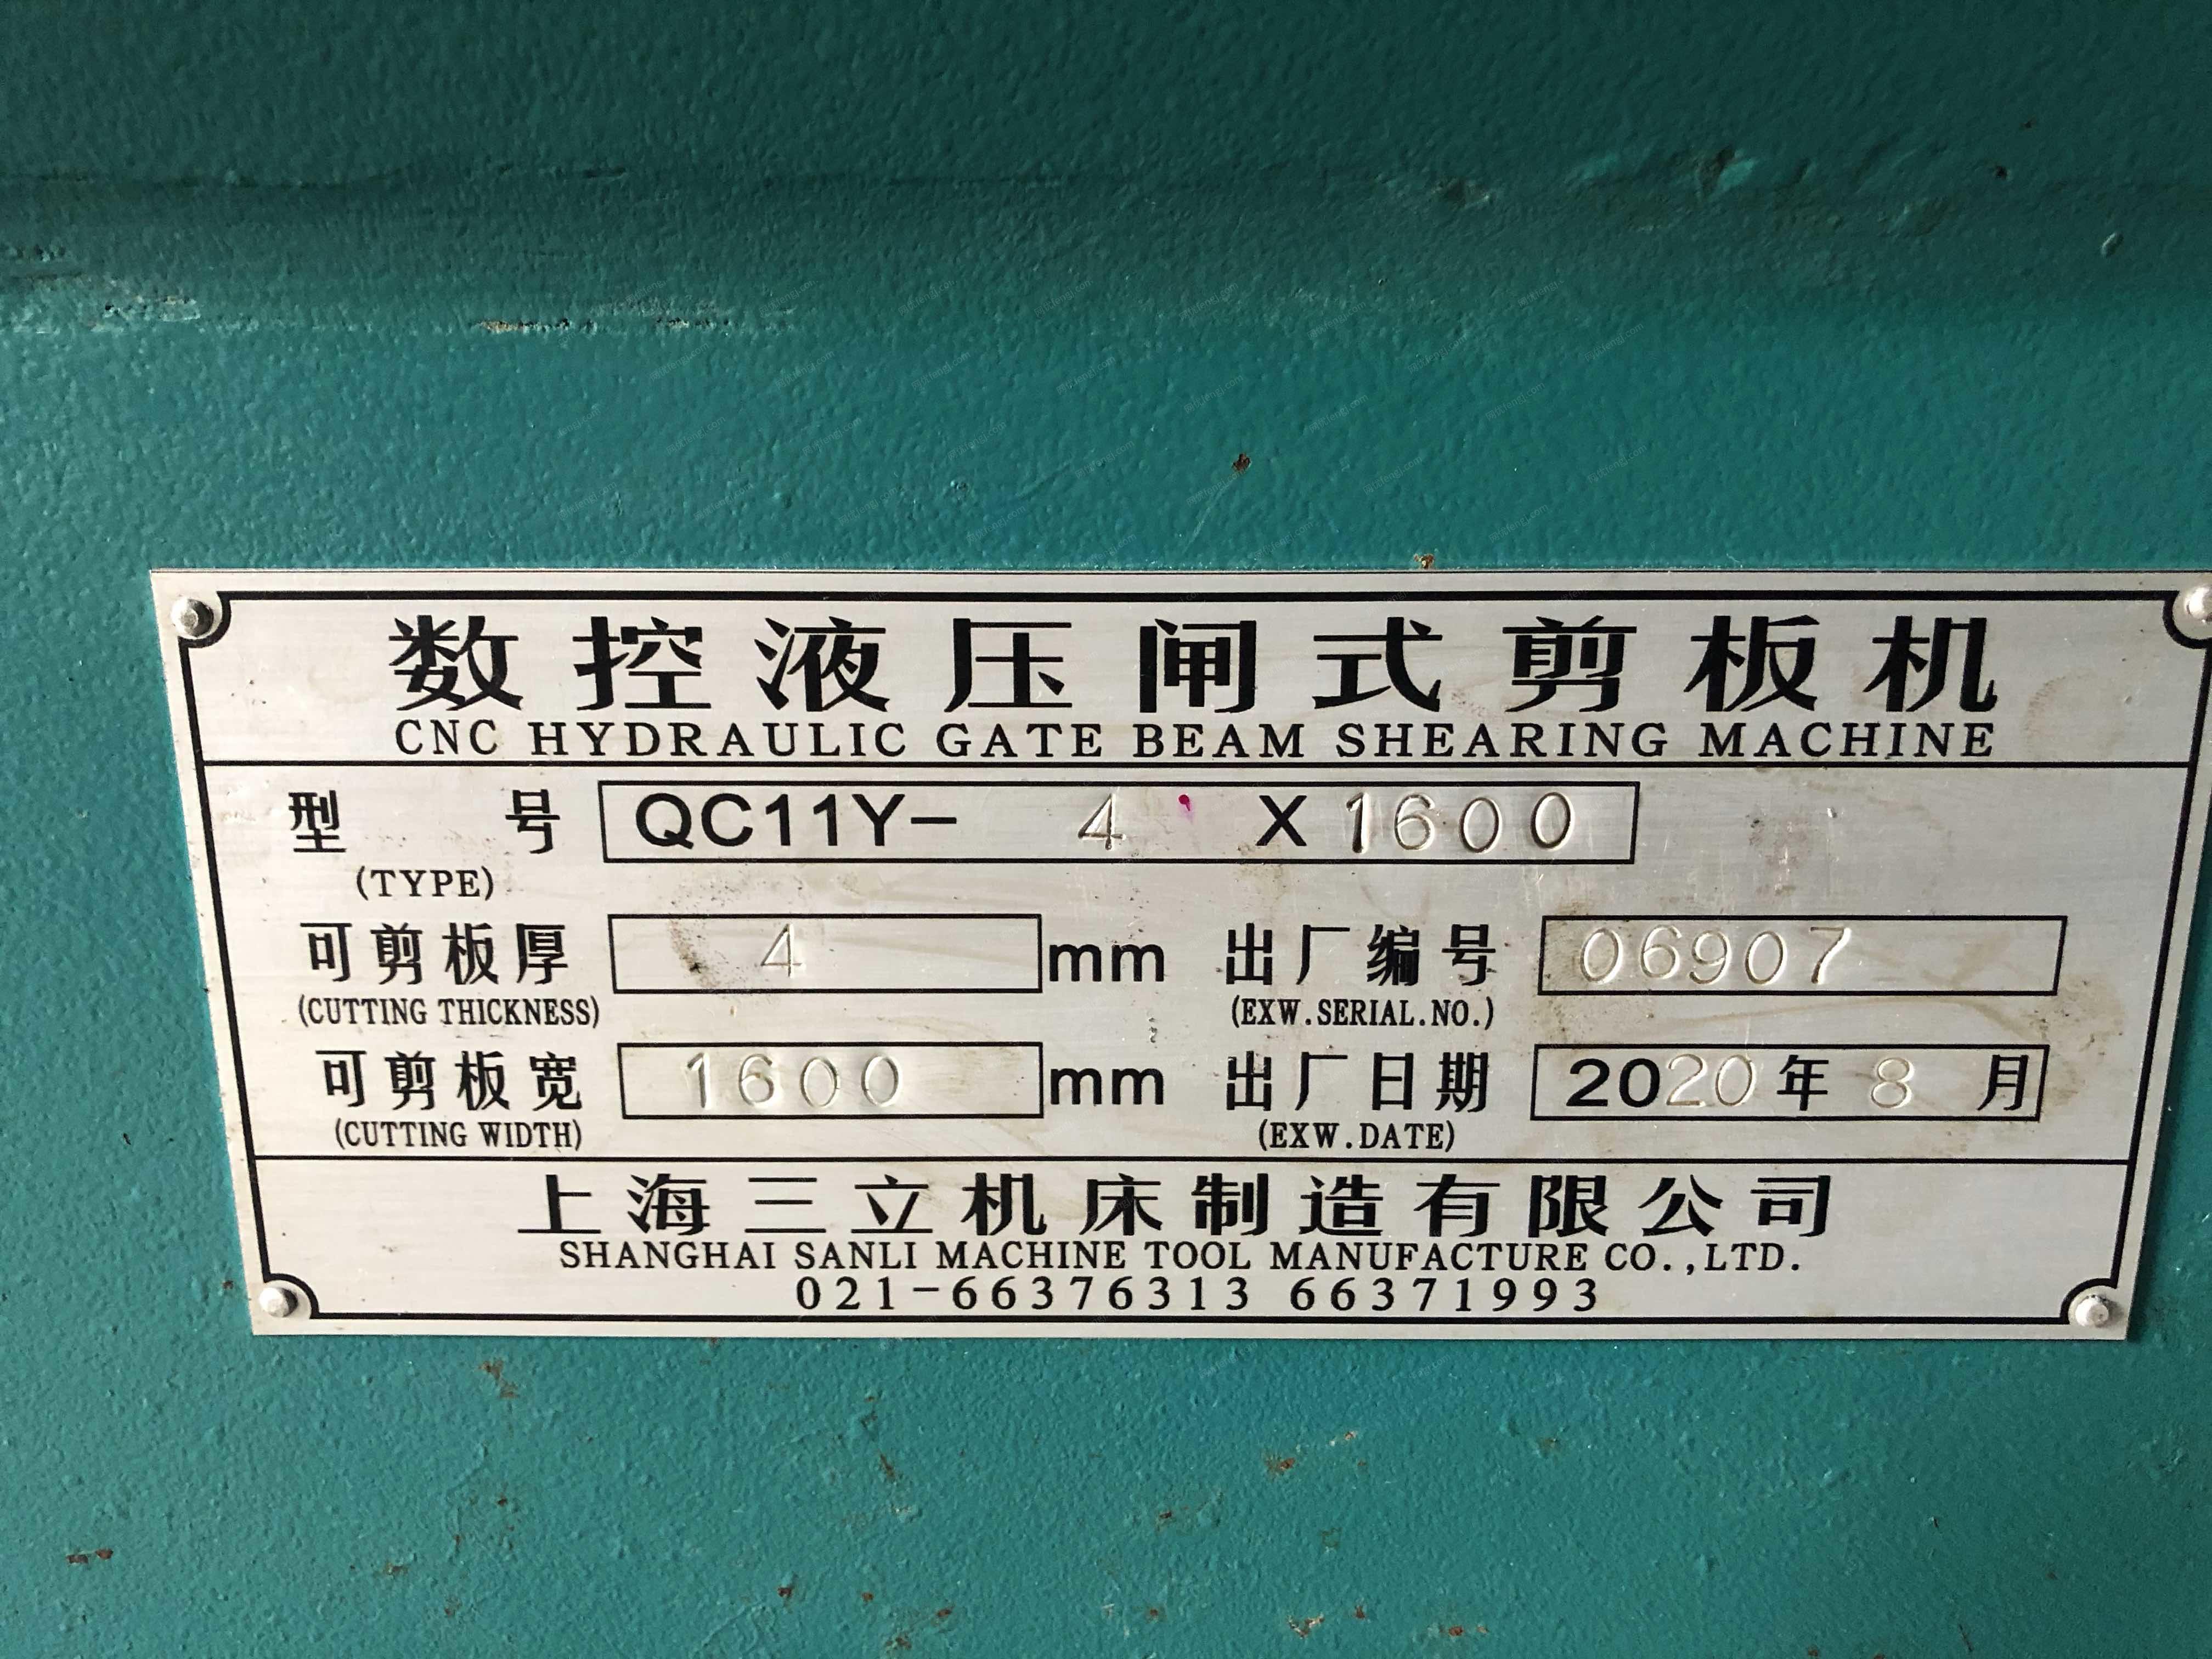 数控液压闸式剪板机
CNC HYDRAULIC GATE BEAM SHEARING MACHINE
型 号 QC11Y- 4 X 1600
(TYPE)
可剪板厚 4 mm 出厂编号 06907
(CUTTING THICKNESS) (EXW.SERIAL.NO.)
可剪板宽 1600 mm 出厂日期 2020年 8 月
(CUTTING WIDTH) (EXW.DATE)
上海三立机床制造有限公司
SHANGHAI SANLI MACHINE TOOL MANUFACTURE CO.,LTD.
021-66376313 66371993